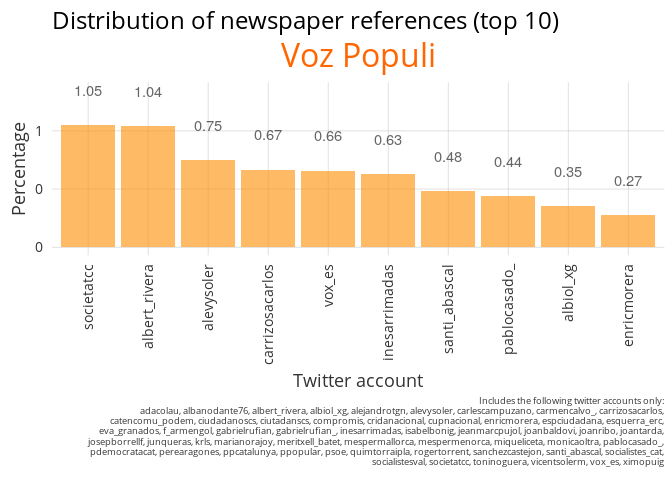 Distribution of newspaper references (top 10)
Voz Populi
1.05
1.04
0.75
0.67
0.66
0.63
0.48
0.44
0.35
0.27
Percentage
1
0
0
societatcc
albert_rivera
alevysoler
carrizosacarlos
vox_es
inesarrimadas
santi_abascal
pablocasado_
albiol_xg
enricmorera
Twitter account
Includes the following twitter accounts only:
adacolau, albanodante76, albert_rivera, albiol_xg, alejandrotgn, alevysoler, carlescampuzano, carmencalvo_, carrizosacarlos,
catencomu_podem, ciudadanoscs, ciutadanscs, compromis, cridanacional, cupnacional, enricmorera, espciudadana, esquerra_erc,
eva_granados, f_armengol, gabrielrufian, gabrielrufian_, inesarrimadas, isabelbonig, jeanmarcpujol, joanbaldovi, joanribo, joantarda,
josepborrellf, junqueras, krls, marianorajoy, meritxell_batet, mespermallorca, mespermenorca, miqueliceta, monicaoltra, pablocasado_,
pdemocratacat, perearagones, ppcatalunya, ppopular, psoe, quimtorraipla, rogertorrent, sanchezcastejon, santi_abascal, socialistes_cat,
socialistesval, societatcc, toninoguera, vicentsolerm, vox_es, ximopuig